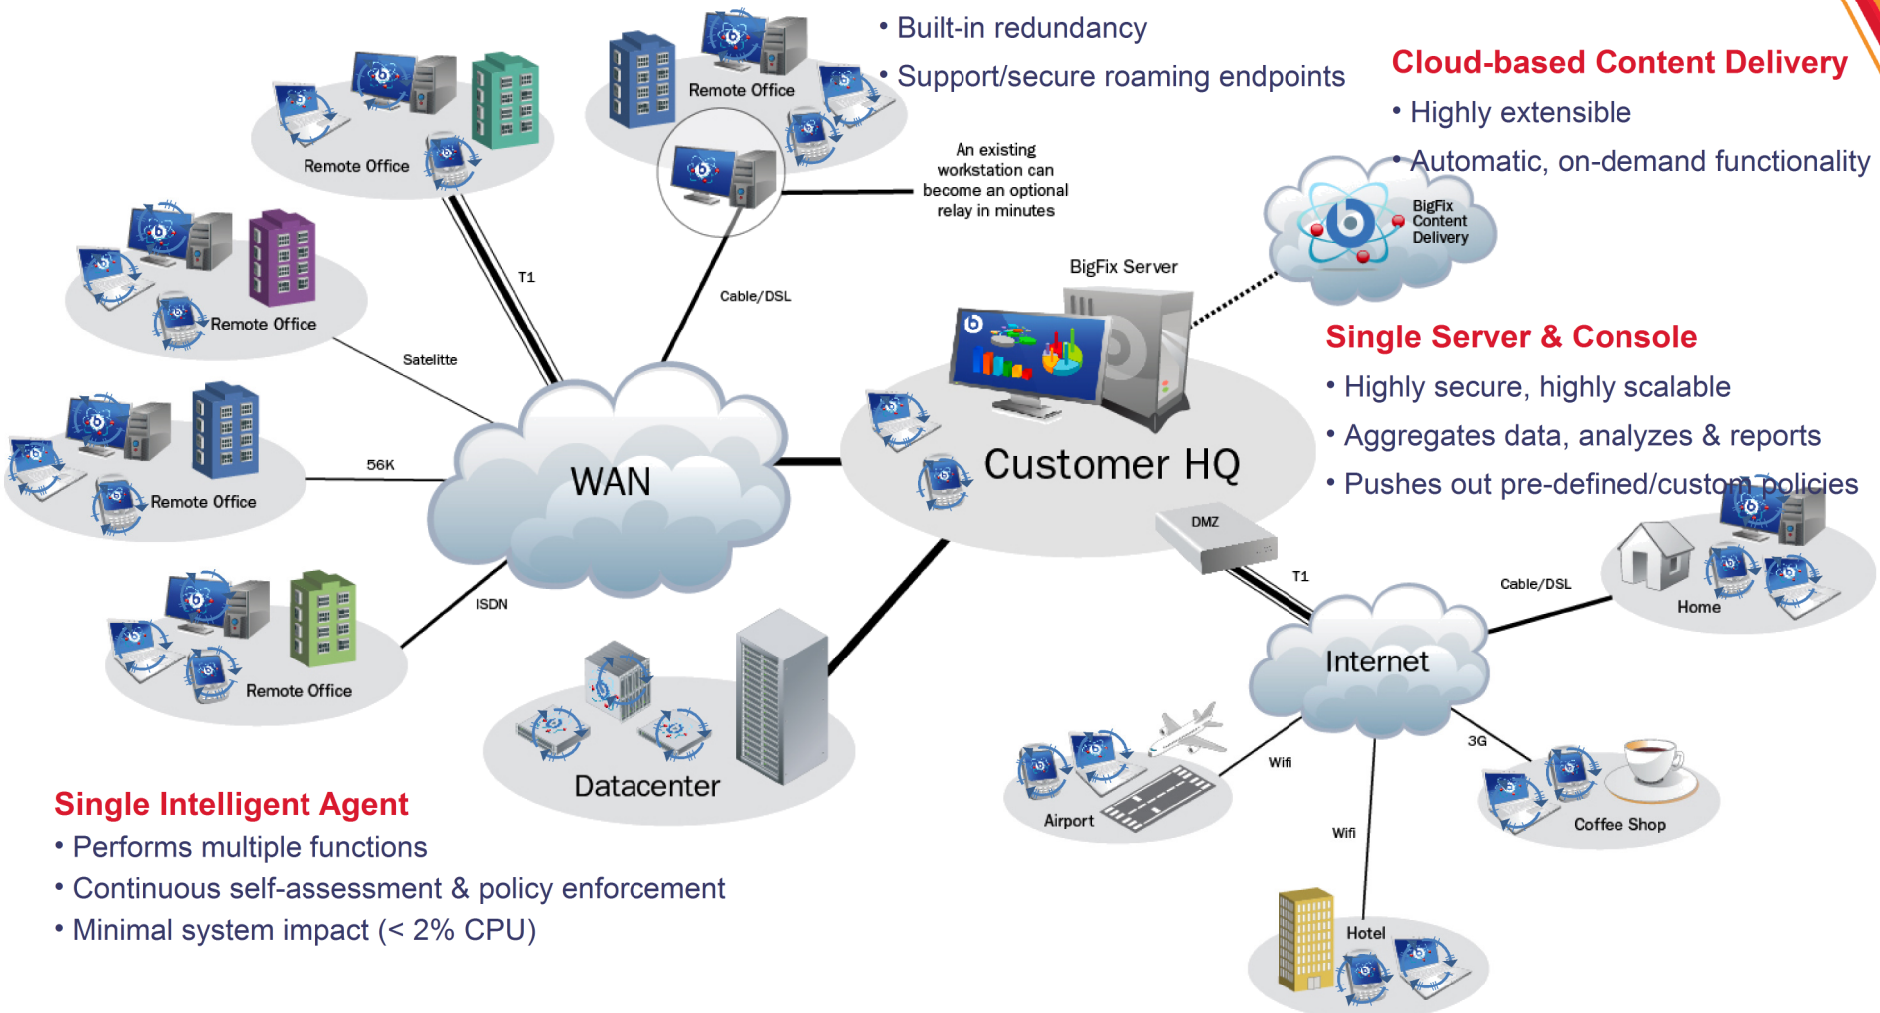 • Built-in redundancy
• Support/secure roaming endpoints
Cloud-based Content Delivery
• Highly extensible
• Automatic, on-demand functionality
Remote Office
Remote Office
An existing
workstation can
become an optional
relay in minutes
BigFix
Content
Delivery
BigFix Server
T1
Cable/DSL
Remote Office
Satelitte
Single Server & Console
• Highly secure, highly scalable
• Aggregates data, analyzes & reports
• Pushes out pre-defined/custom policies
56K
Remote Office
WAN
Customer HQ
DMZ
T1
Cable/DSL
Home
ISDN
Remote Office
Internet
Datacenter
Wifi
3G
Airport
Wifi
Coffee Shop
Hotel
Single Intelligent Agent
• Performs multiple functions
• Continuous self-assessment & policy enforcement
• Minimal system impact (< 2% CPU)